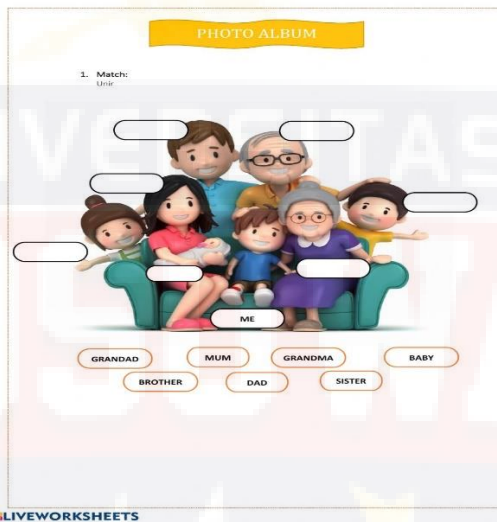 PHOTO ALBUM
1. Match:
Unir
ME
GRANDAD MUM GRANDMA BABY
BROTHER DAD SISTER
LIVEWORKSHEETS